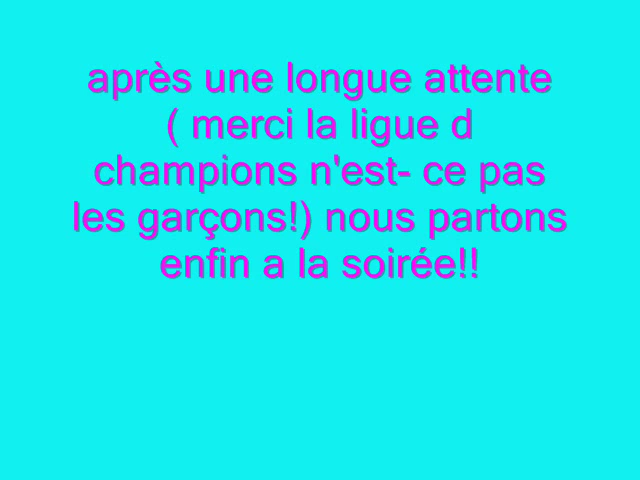 après une longue attente
( merci la ligue d
champions n'est- ce pas
les garçons!) nous partons
enfin a la soirée!!